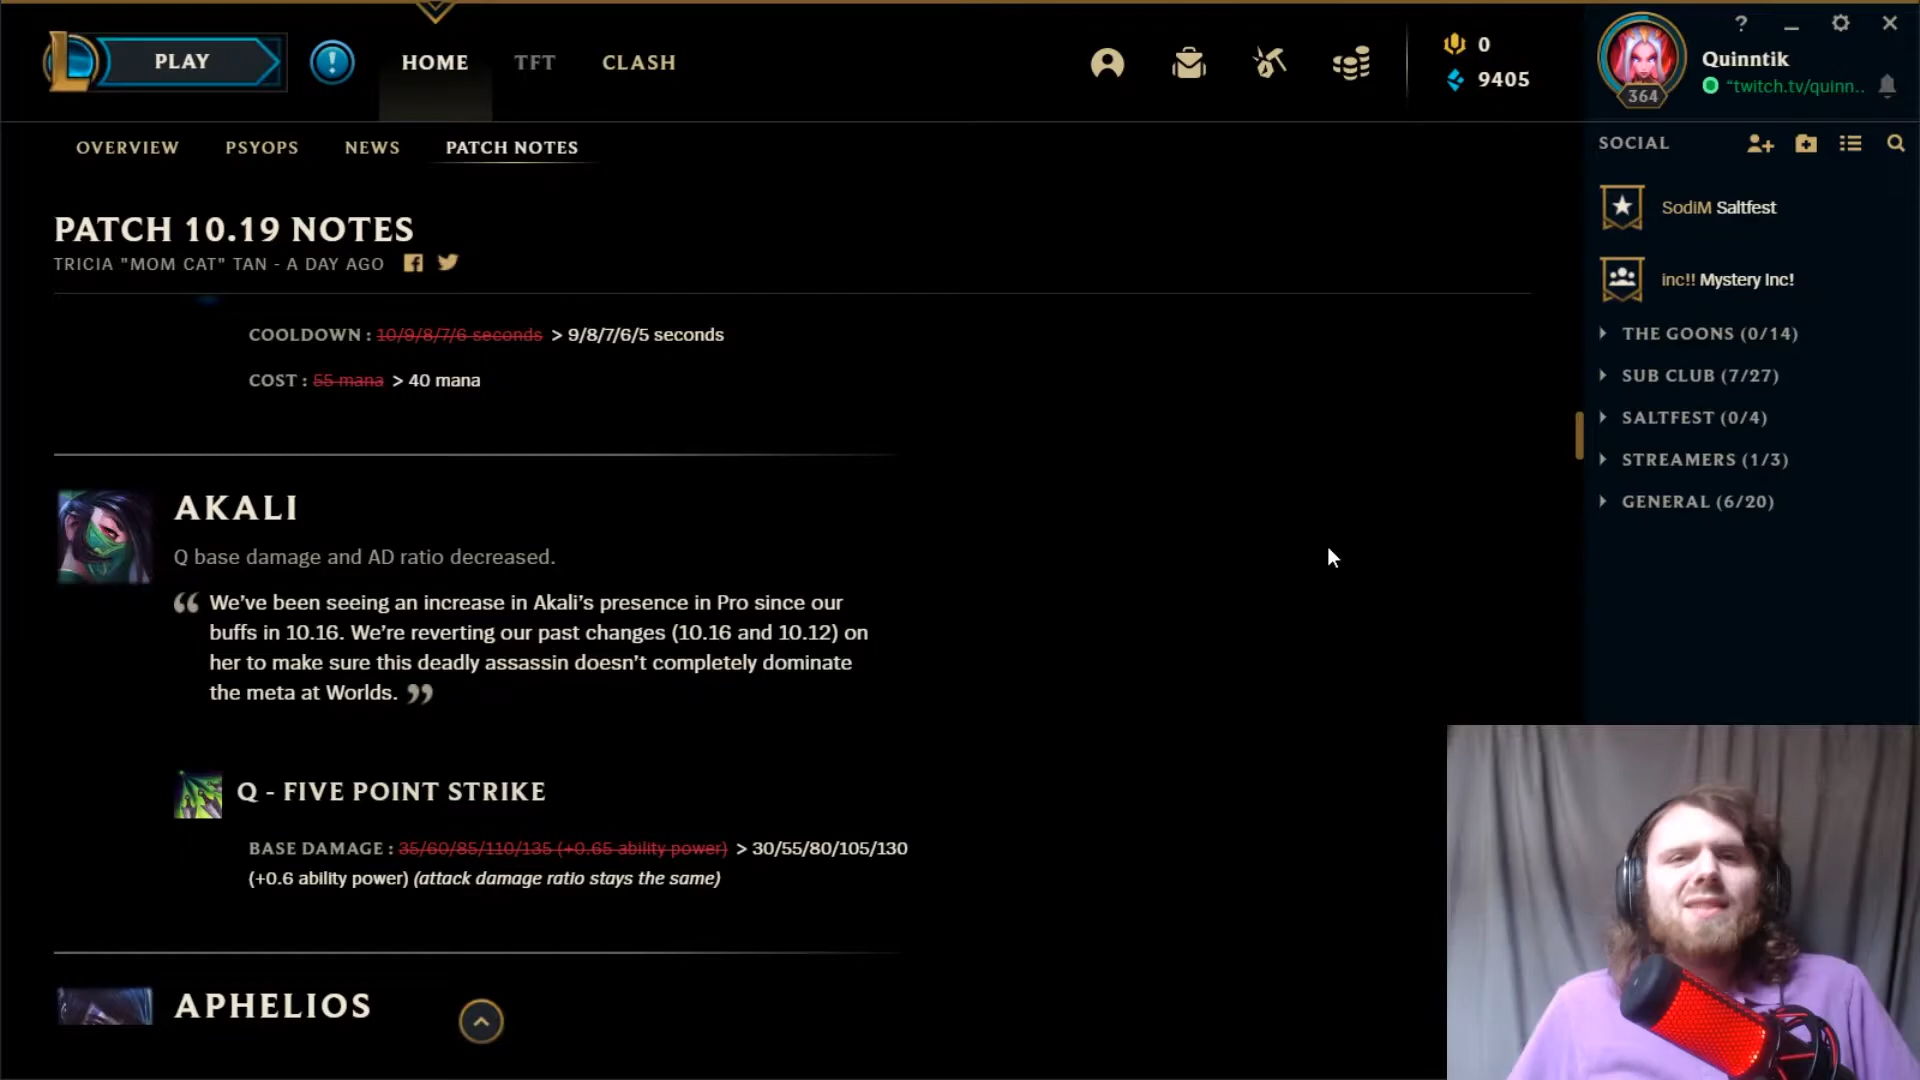 PLAY
HOME
TFT
CLASH
0
9405
?
Quinntik
"twitch.tv/quinn..
364
OVERVIEW
PSYOPS
NEWS
PATCH NOTES
SOCIAL
PATCH 10.19 NOTES
TRICIA "MOM CAT" TAN - A DAY AGO
SodiM Saltfest
inc!! Mystery Inc!
THE GOONS (0/14)
SUB CLUB (7/27)
SALTFEST (0/4)
STREAMERS (1/3)
GENERAL (6/20)
COOLDOWN : 10/9/8/7/6 seconds > 9/8/7/6/5 seconds
COST : 55 mana > 40 mana
AKALI
Q base damage and AD ratio decreased.
“ We’ve been seeing an increase in Akali’s presence in Pro since our
buffs in 10.16. We’re reverting our past changes (10.16 and 10.12) on
her to make sure this deadly assassin doesn’t completely dominate
the meta at Worlds. ”
Q - FIVE POINT STRIKE
BASE DAMAGE : 35/60/85/110/135 (+0.65 ability power) > 30/55/80/105/130
(+0.6 ability power) (attack damage ratio stays the same)
APHELIOS